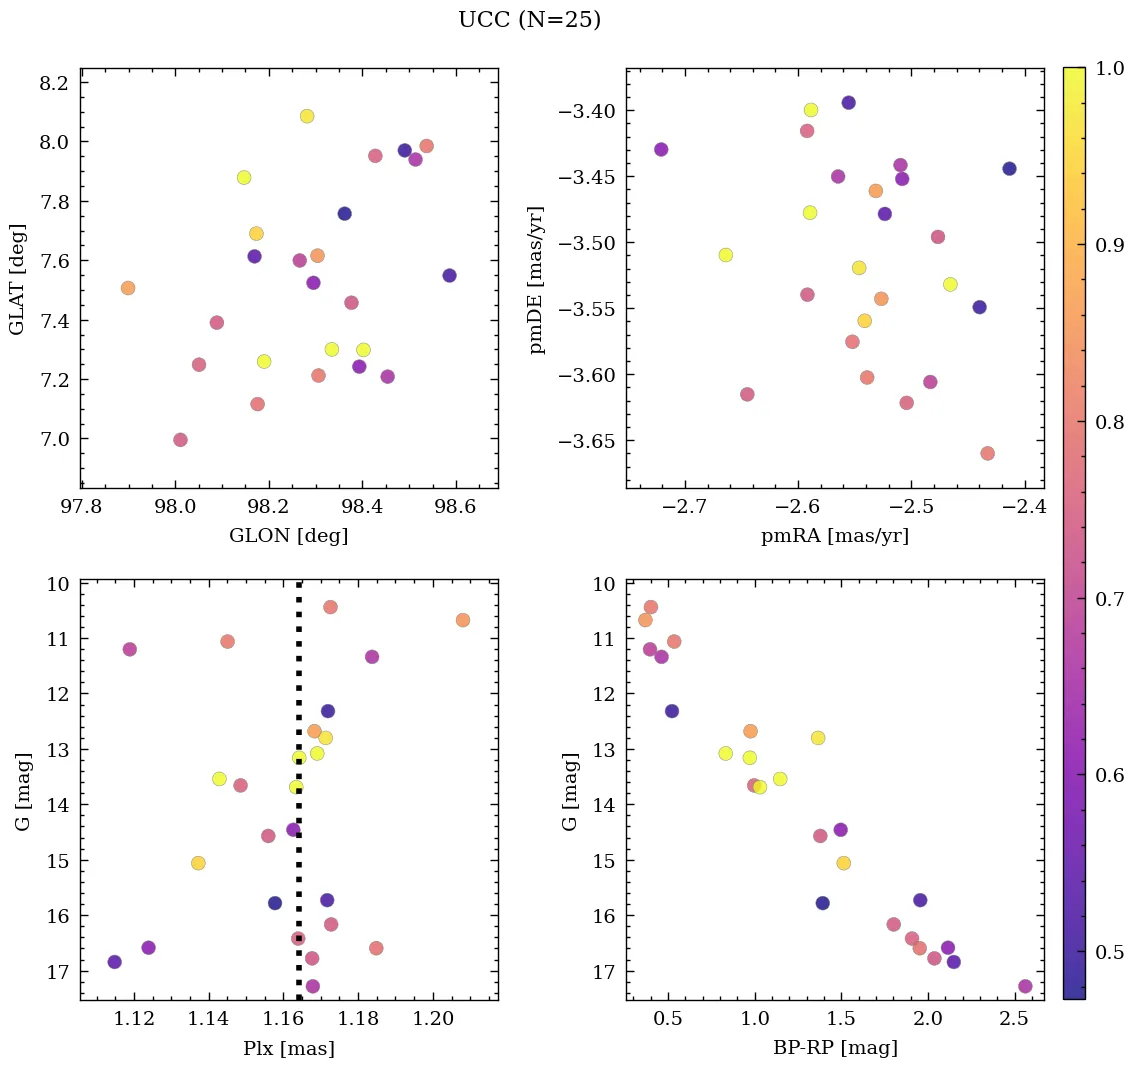 UCC (N=25)
8.2
8.0
7.8
7.6
7.4
7.2
7.0
GLAT [deg]
97.8 98.0 98.2 98.4 98.6
GLON [deg]
−3.40
−3.45
−3.50
−3.55
−3.60
−3.65
pmDE [mas/yr]
−2.7 −2.6 −2.5 −2.4
pmRA [mas/yr]
10
11
12
13
14
15
16
17
G [mag]
1.12 1.14 1.16 1.18 1.20
Plx [mas]
10
11
12
13
14
15
16
17
G [mag]
0.5 1.0 1.5 2.0 2.5
BP-RP [mag]
1.0
0.9
0.8
0.7
0.6
0.5